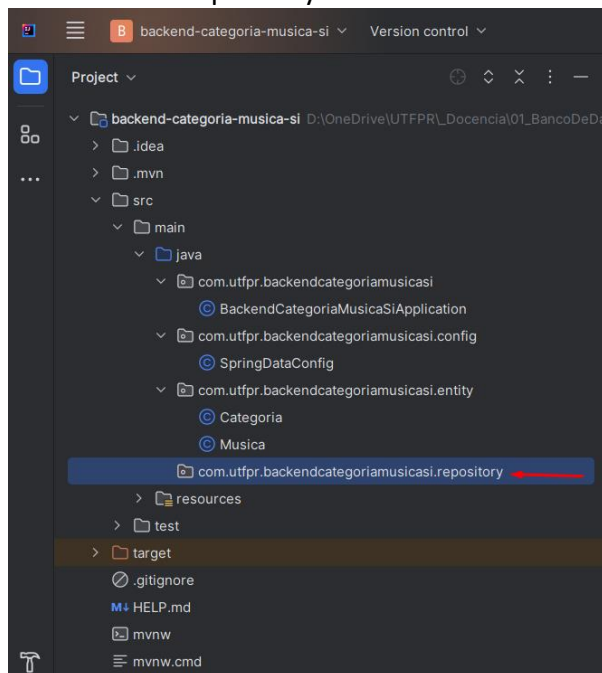 backend-categoria-musica-si Version control
Project
backend-categoria-musica-si D:\OneDrive\UTFPR\_Docencia\01_BancoDeDa
.idea
.mvn
src
main
java
com.utfpr.backendcategoriamusicasi
BackendCategoriaMusicaSiApplication
com.utfpr.backendcategoriamusicasi.config
SpringDataConfig
com.utfpr.backendcategoriamusicasi.entity
Categoria
Musica
com.utfpr.backendcategoriamusicasi.repository
resources
test
target
.gitignore
M↓ HELP.md
mvnw
mvnw.cmd